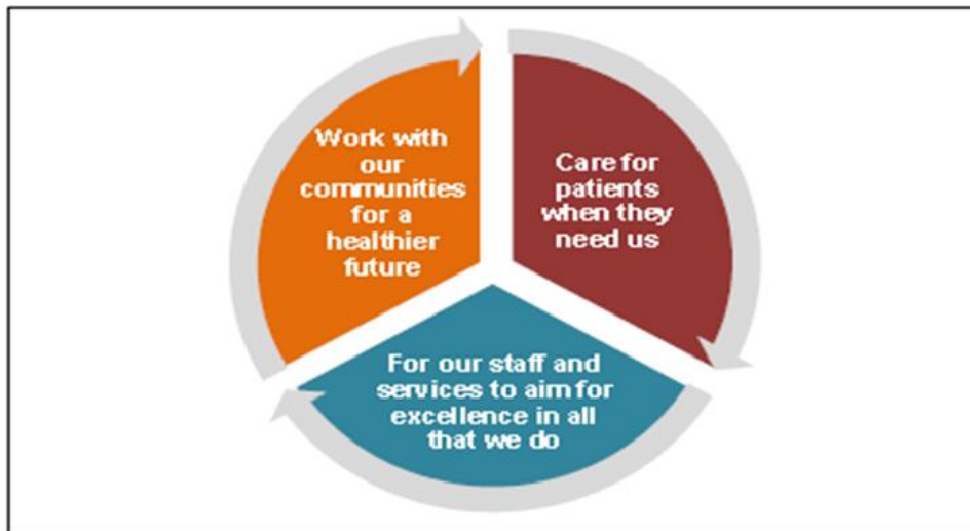 Work with
our
communities
for a
healthier
future
Care for
patients
when they
need us
For our staff and
services to aim for
excellence in all
that we do